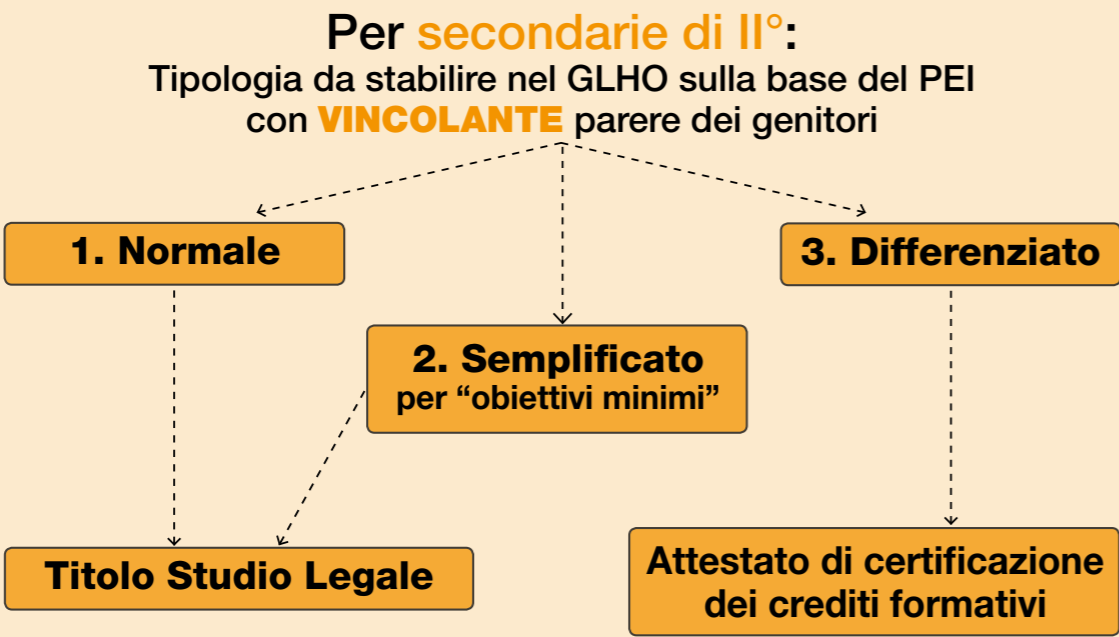 Per secondarie di II°:
Tipologia da stabilire nel GLHO sulla base del PEI
con VINCOLANTE parere dei genitori
1. Normale
3. Differenziato
2. Semplificato
per “obiettivi minimi”
Titolo Studio Legale
Attestato di certificazione
dei crediti formativi